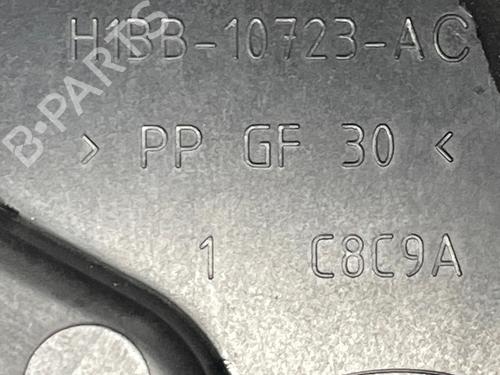 H1BB-10723-AC
> PP GF 30 <
1 C8C9A
B-PARTS